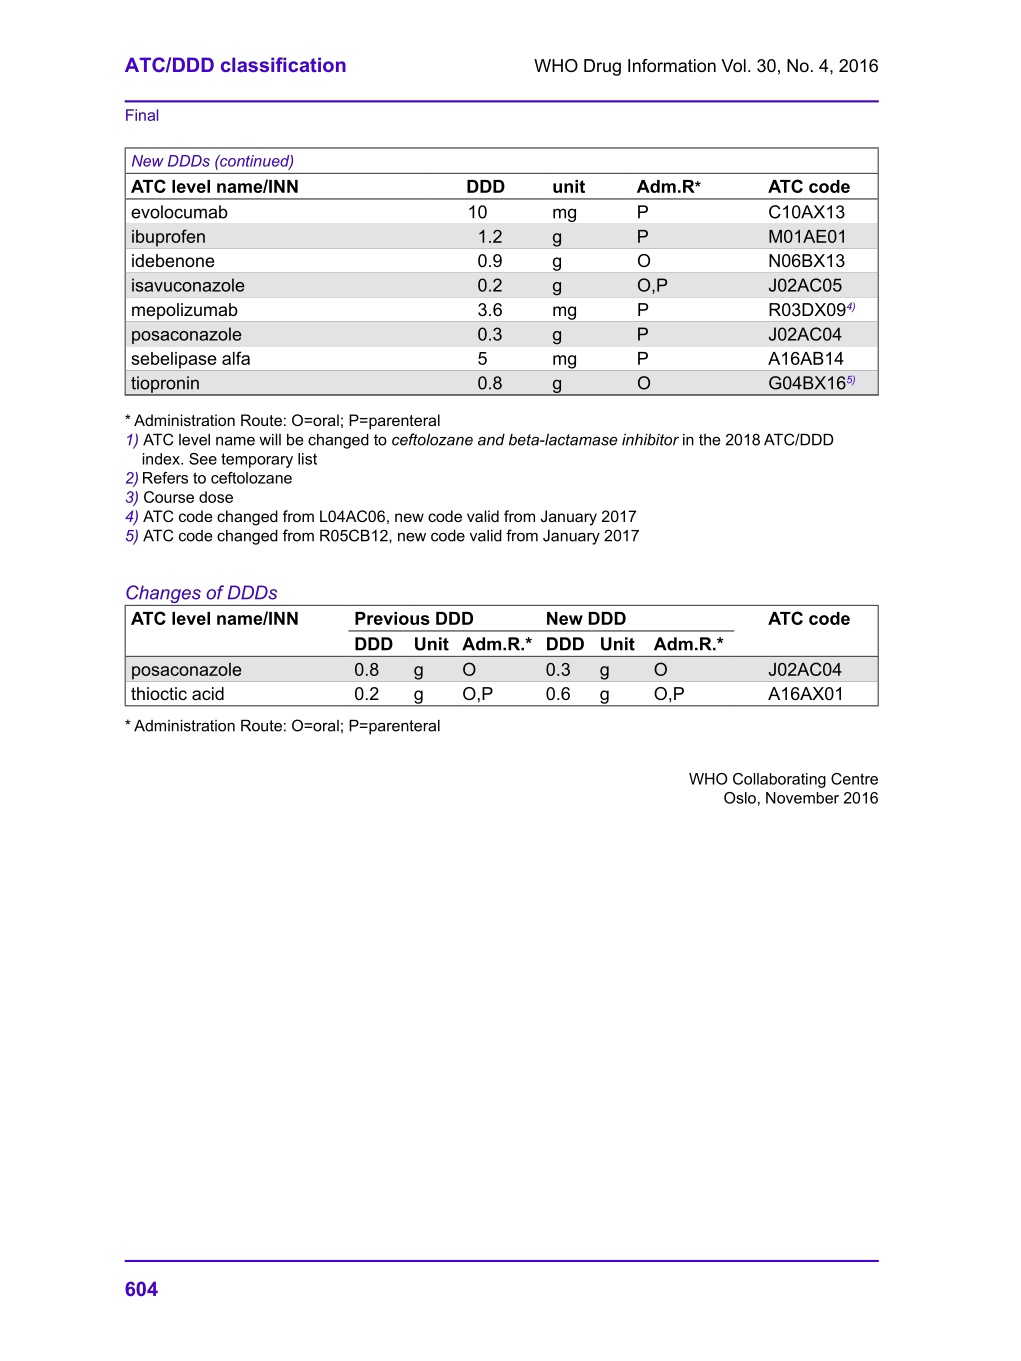 ATC/DDD classification WHO Drug Information Vol. 30, No. 4, 2016
Final
New DDDs (continued)
ATC level name/INN DDD unit Adm.R* ATC code
evolocumab 10 mg P C10AX13
ibuprofen 1.2 g P M01AE01
idebenone 0.9 g O N06BX13
isavuconazole 0.2 g O,P J02AC05
mepolizumab 3.6 mg P R03DX09⁴⁾
posaconazole 0.3 g P J02AC04
sebelipase alfa 5 mg P A16AB14
tiopronin 0.8 g O G04BX16⁵⁾
* Administration Route: O=oral; P=parenteral
1) ATC level name will be changed to ceftolozane and beta-lactamase inhibitor in the 2018 ATC/DDD
index. See temporary list
2) Refers to ceftolozane
3) Course dose
4) ATC code changed from L04AC06, new code valid from January 2017
5) ATC code changed from R05CB12, new code valid from January 2017
Changes of DDDs
ATC level name/INN Previous DDD New DDD ATC code
DDD Unit Adm.R.* DDD Unit Adm.R.*
posaconazole 0.8 g O 0.3 g O J02AC04
thioctic acid 0.2 g O,P 0.6 g O,P A16AX01
* Administration Route: O=oral; P=parenteral
WHO Collaborating Centre
Oslo, November 2016
604